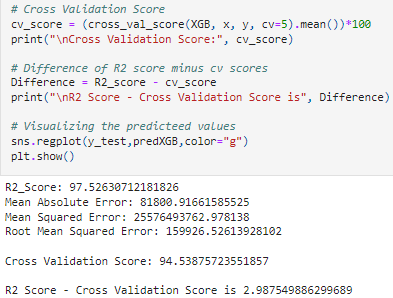 # Cross Validation Score
cv_score = (cross_val_score(XGB, x, y, cv=5).mean())*100
print("\nCross Validation Score:", cv_score)
# Difference of R2 score minus cv scores
Difference = R2_score - cv_score
print("\nR2 Score - Cross Validation Score is", Difference)
# Visualizing the predicteed values
sns.regplot(y_test,predXGB,color="g")
plt.show()
R2_Score: 97.52630712181826
Mean Absolute Error: 81800.91661585525
Mean Squared Error: 25576493762.978138
Root Mean Squared Error: 159926.52613928102
Cross Validation Score: 94.53875723551857
R2 Score - Cross Validation Score is 2.987549886299689